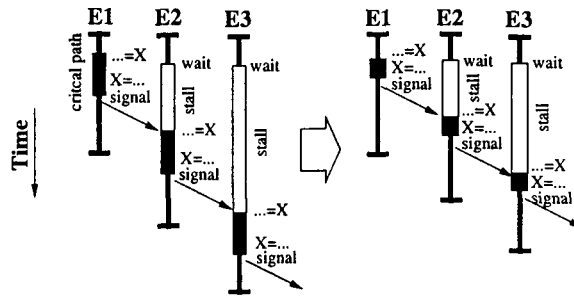 E1 E2 E3
critcal path
...=X
X=...
signal
wait
stall
...=X
X=...
signal
wait
stall
...=X
X=...
signal
Time
E1 E2 E3
...=X
X=...
signal
wait
stall
...=X
X=...
signal
wait
stall
...=X
X=...
signal